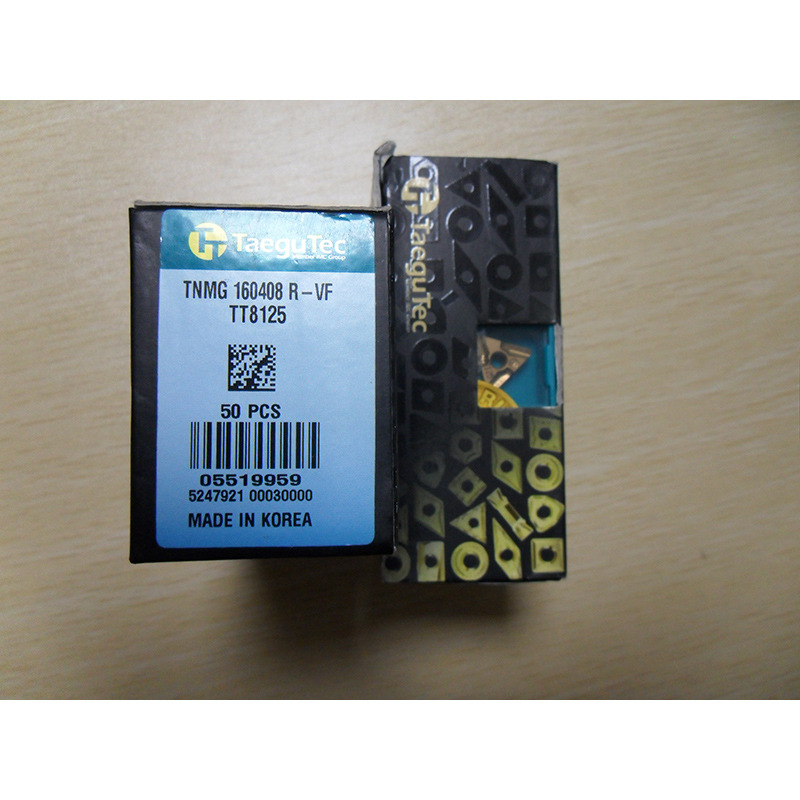 TaeguTec
TNMG 160408 R-VF
TT8125
50 PCS
05519959
5247921 00030000
MADE IN KOREA
TaeguTec